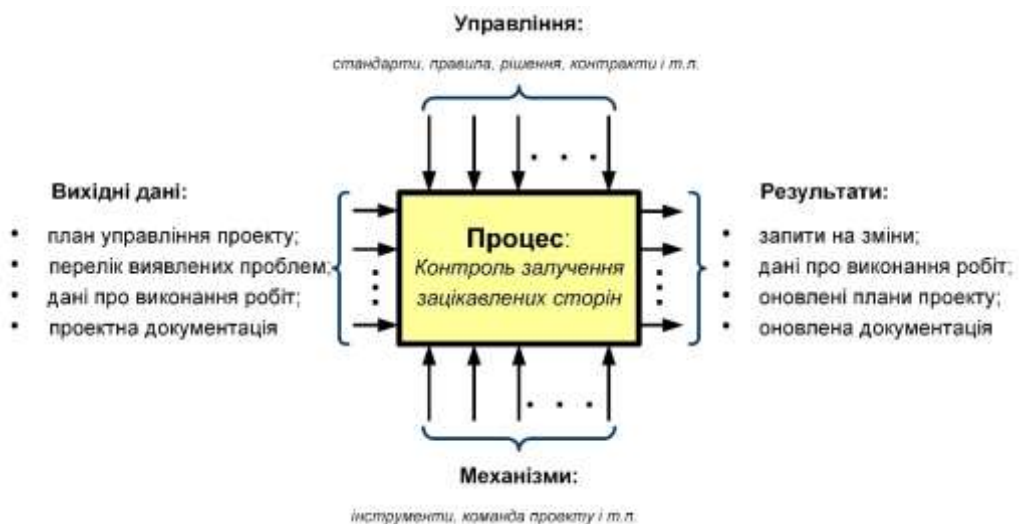 Управління:
стандарти, правила, рішення, контракти і т.п.
Вихідні дані:
• план управління проекту;
• перелік виявлених проблем;
• дані про виконання робіт;
• проектна документація
Процес:
Контроль залучення
зацікавлених сторін
Результати:
• запити на зміни;
• дані про виконання робіт;
• оновлені плани проекту;
• оновлена документація
Механізми:
інструменти, команда проекту і т.п.